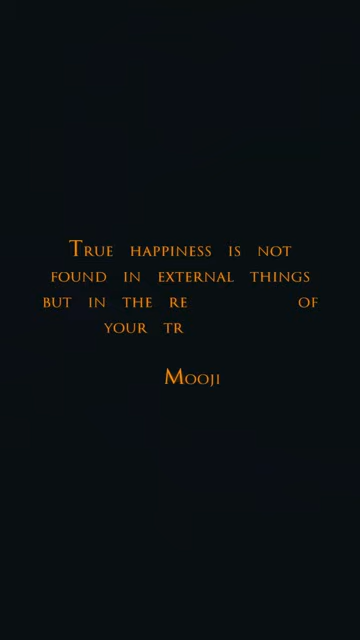 True happiness is not
found in external things
but in the re of
your tr
Mooji